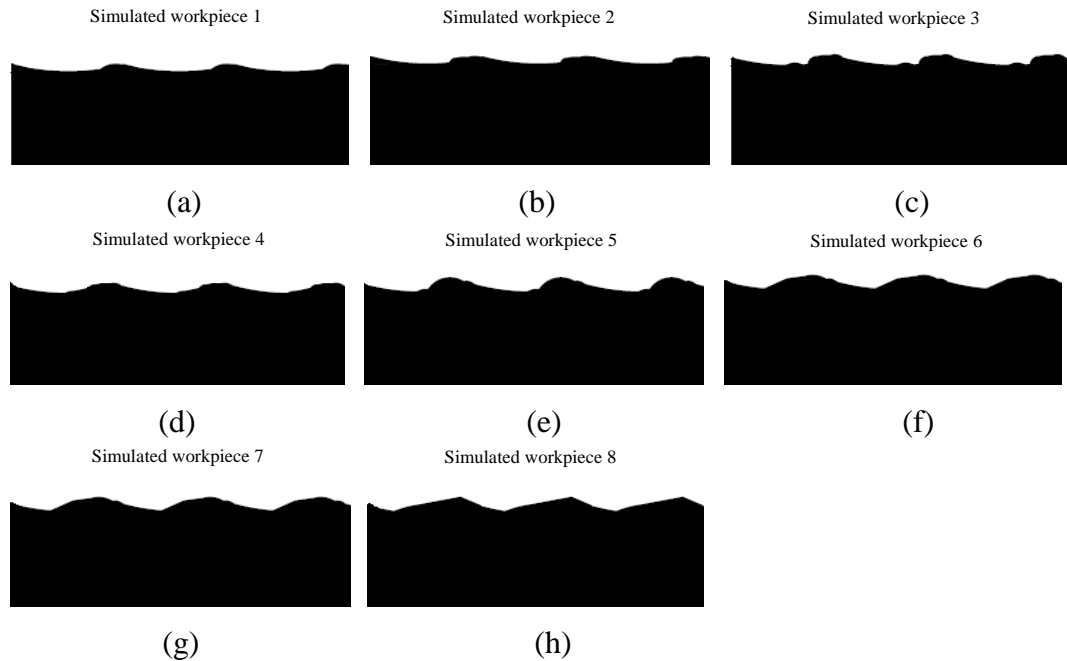 Simulated workpiece 1
Simulated workpiece 2
Simulated workpiece 3
(a)
(b)
(c)
Simulated workpiece 4
Simulated workpiece 5
Simulated workpiece 6
(d)
(e)
(f)
Simulated workpiece 7
Simulated workpiece 8
(g)
(h)